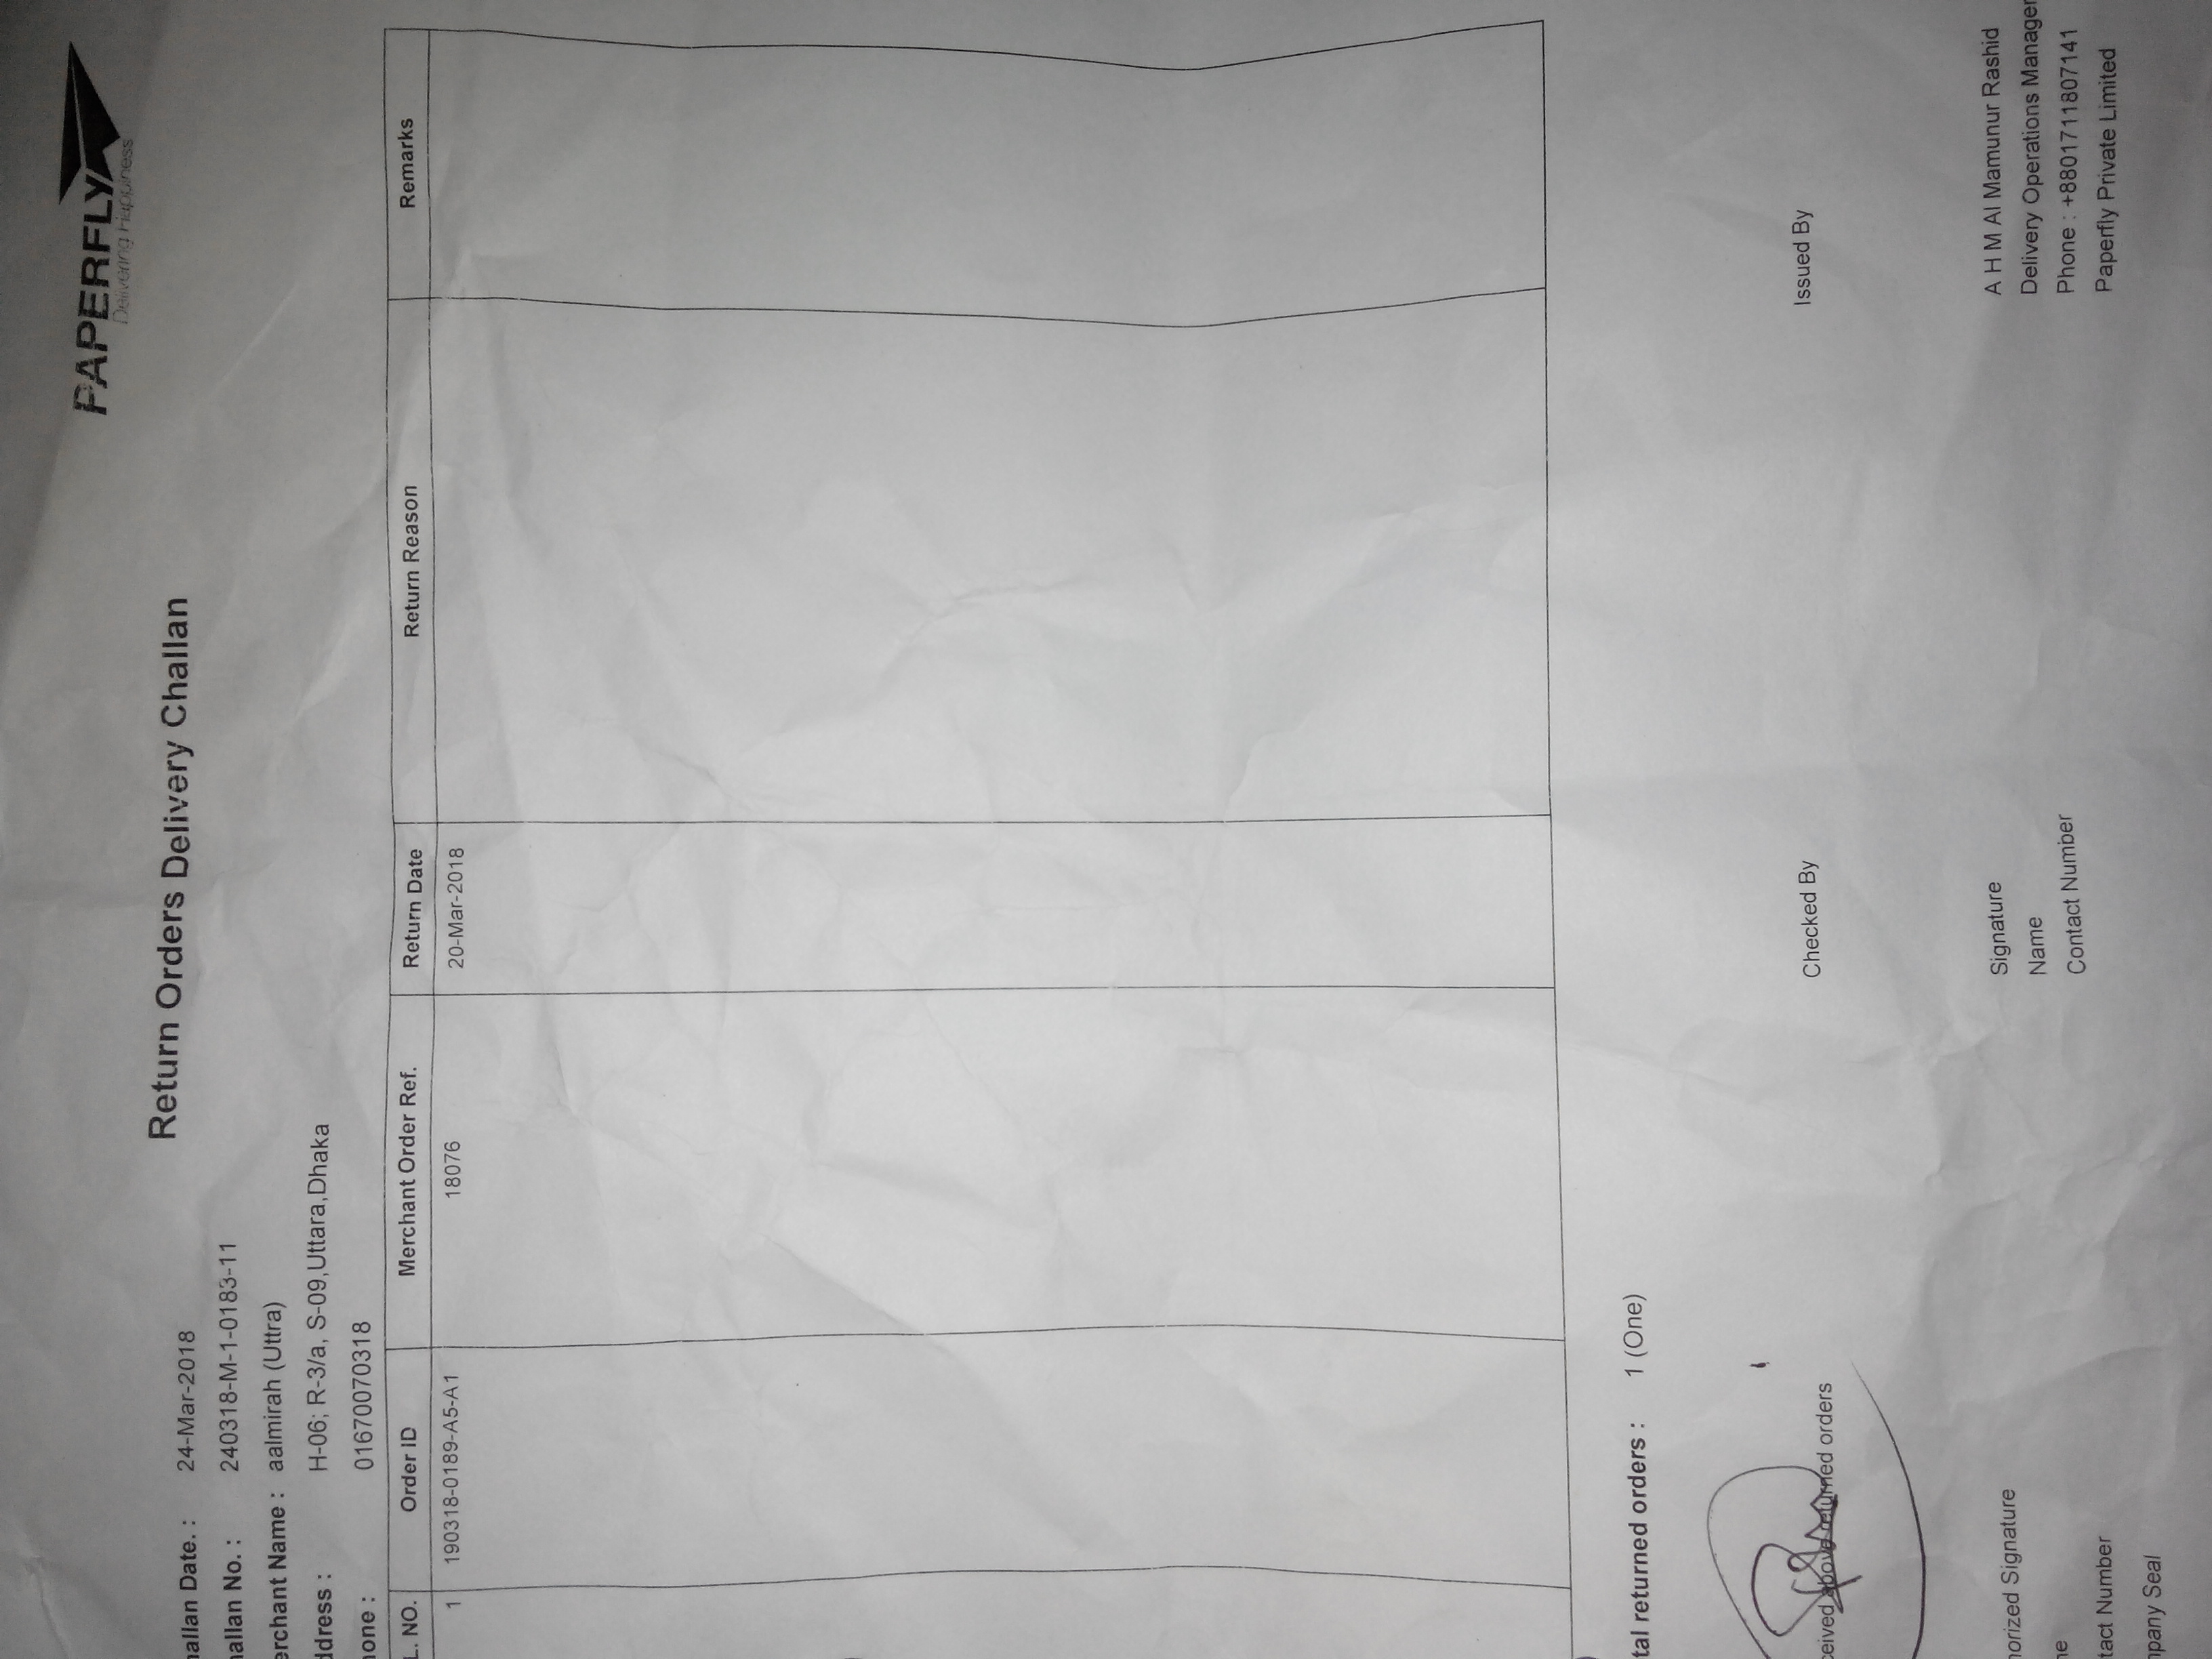 PAPERFLY
Delivering Happiness
Return Orders Delivery Challan
hallan Date. : 24-Mar-2018
hallan No. : 240318-M-1-0183-11
erchant Name : aalmirah (Uttra)
ddress : H-06; R-3/a, S-09,Uttara,Dhaka
hone : 01670070318
L. NO. Order ID Merchant Order Ref. Return Date Return Reason Remarks
1 190318-0189-A5-A1 18076 20-Mar-2018
tal returned orders : 1 (One)
ceived above returned orders Checked By Issued By
horized Signature Signature A H M Al Mamunur Rashid
ne Name Delivery Operations Manager
tact Number Contact Number Phone : +8801711807141
mpany Seal Paperfly Private Limited